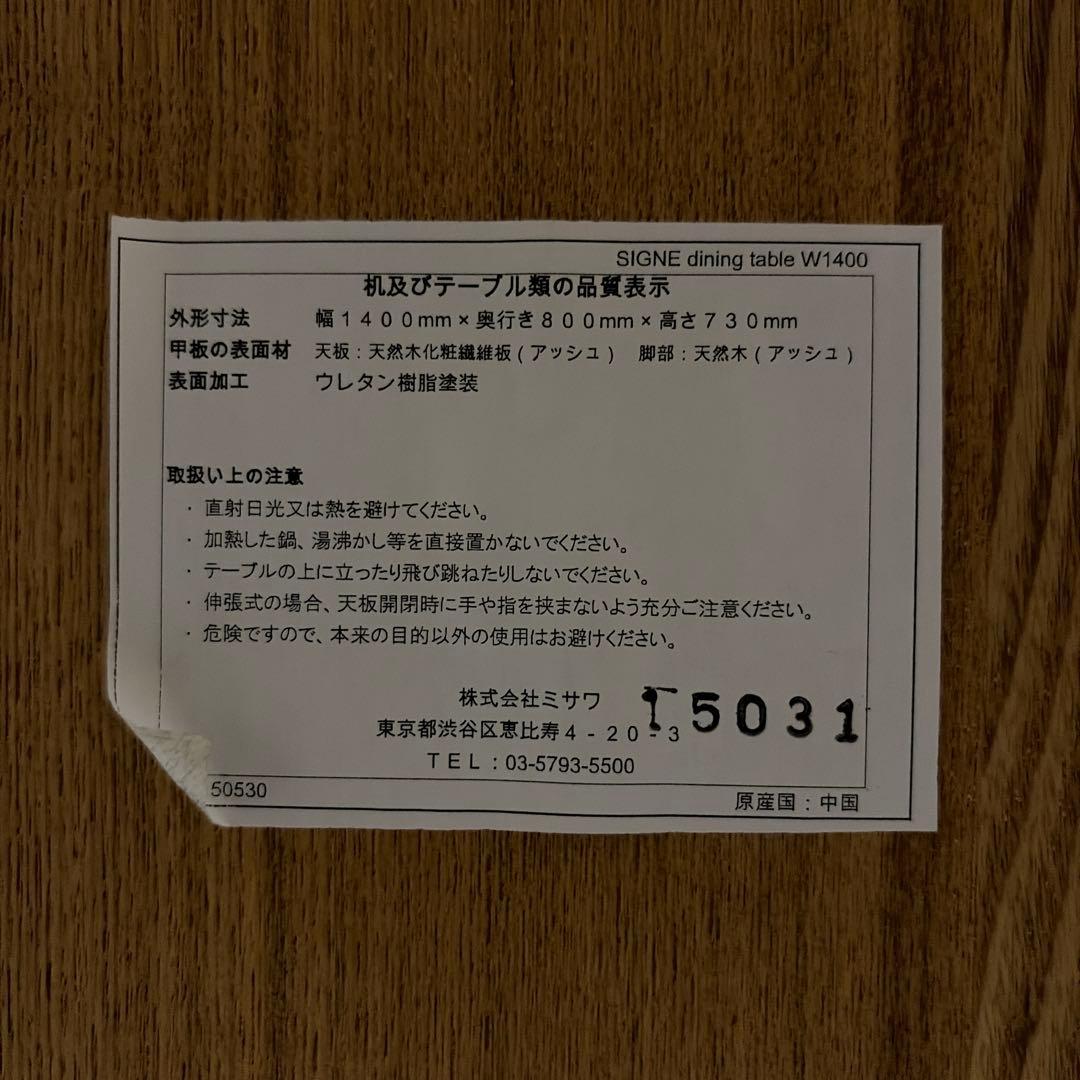 SIGNE dining table W1400
机及びテーブル類の品質表示
外形寸法 幅１４００mm×奥行き８００mm×高さ７３０mm
甲板の表面材 天板：天然木化粧繊維板（アッシュ） 脚部：天然木（アッシュ）
表面加工 ウレタン樹脂塗装
取扱い上の注意
・直射日光又は熱を避けてください。
・加熱した鍋、湯沸かし等を直接置かないでください。
・テーブルの上に立ったり飛び跳ねたりしないでください。
・伸張式の場合、天板開閉時に手や指を挟まないよう充分ご注意ください。
・危険ですので、本来の目的以外の使用はお避けください。
株式会社ミサワ
15031
東京都渋谷区恵比寿４-２０-３
ＴＥＬ：03-5793-5500
50530
原産国：中国